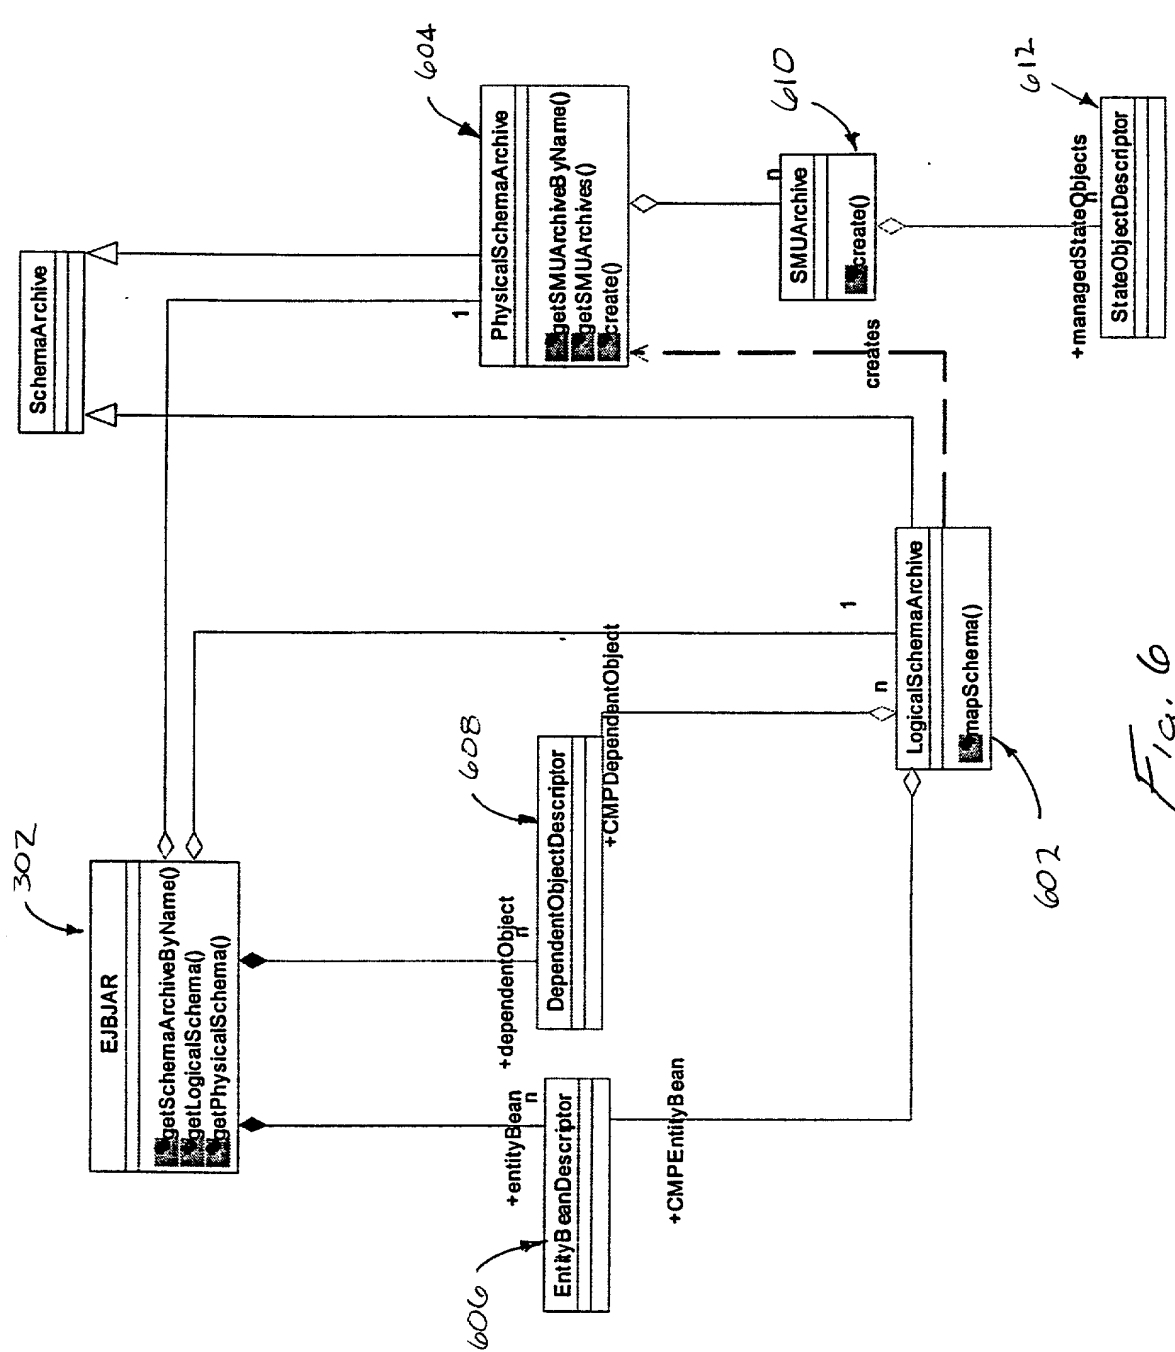 302
EJBJAR
getSchemaArchiveByName()
getLogicalSchema()
getPhysicalSchema()
SchemaArchive
604
PhysicalSchemaArchive
getSMUArchiveByName()
getSMUArchives()
create()
1
n
610
SMUArchive
create()
612
+managedStateObjects
n
StateObjectDescriptor
creates
606
+entityBean
n
EntityBeanDescriptor
+CMPEntityBean
608
+dependentObject
n
DependentObjectDescriptor
+CMPDependentObject
n
1
LogicalSchemaArchive
mapSchema()
602
Fig. 6